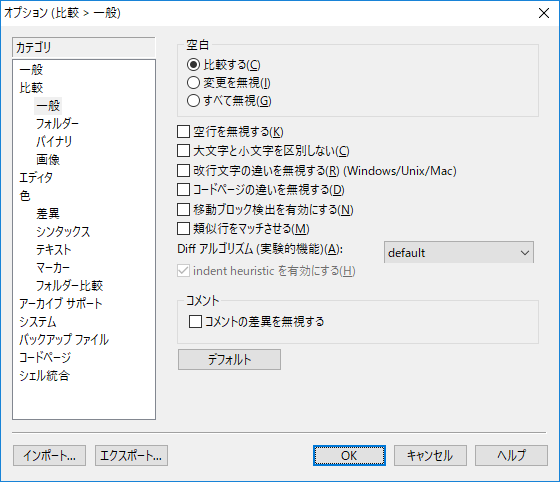 オプション (比較 > 一般)
カテゴリ
一般
比較
一般
フォルダー
バイナリ
画像
エディタ
色
差異
シンタックス
テキスト
マーカー
フォルダー比較
アーカイブ サポート
システム
バックアップ ファイル
コードページ
シェル統合
空白
比較する(C)
変更を無視(I)
すべて無視(G)
空行を無視する(K)
大文字と小文字を区別しない(C)
改行文字の違いを無視する(R) (Windows/Unix/Mac)
コードページの違いを無視する(D)
移動ブロック検出を有効にする(N)
類似行をマッチさせる(M)
Diff アルゴリズム (実験的機能)(A): default
indent heuristic を有効にする(H)
コメント
コメントの差異を無視する
デフォルト
インポート... エクスポート... OK キャンセル ヘルプ